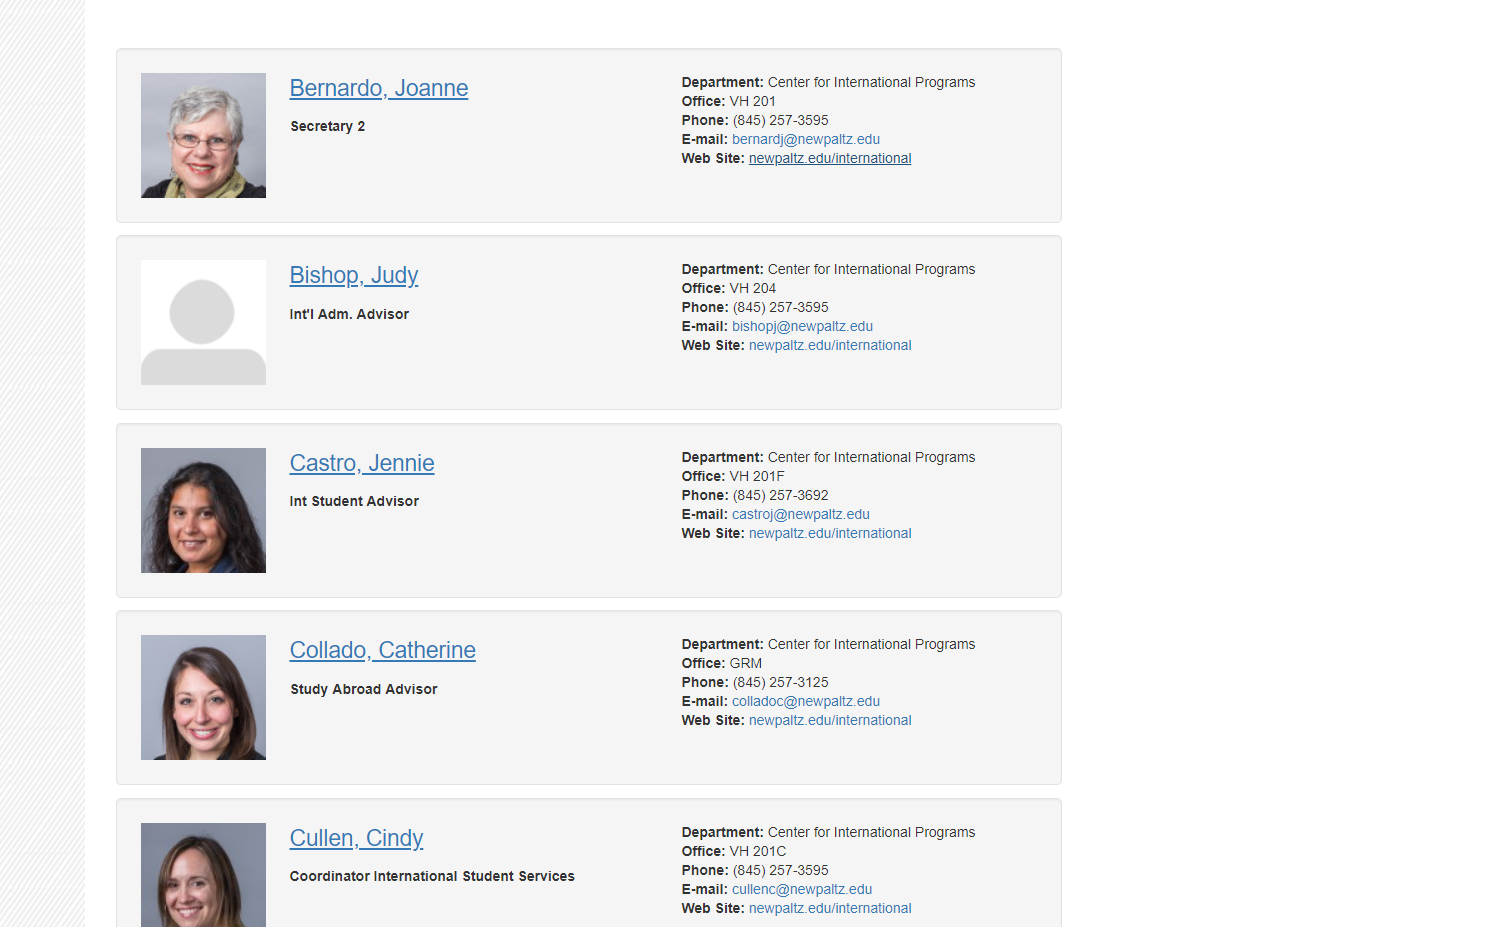 Bernardo, Joanne
Secretary 2
Department: Center for International Programs
Office: VH 201
Phone: (845) 257-3595
E-mail: bernardj@newpaltz.edu
Web Site: newpaltz.edu/international
Bishop, Judy
Int'l Adm. Advisor
Department: Center for International Programs
Office: VH 204
Phone: (845) 257-3595
E-mail: bishopj@newpaltz.edu
Web Site: newpaltz.edu/international
Castro, Jennie
Int Student Advisor
Department: Center for International Programs
Office: VH 201F
Phone: (845) 257-3692
E-mail: castroj@newpaltz.edu
Web Site: newpaltz.edu/international
Collado, Catherine
Study Abroad Advisor
Department: Center for International Programs
Office: GRM
Phone: (845) 257-3125
E-mail: colladoc@newpaltz.edu
Web Site: newpaltz.edu/international
Cullen, Cindy
Coordinator International Student Services
Department: Center for International Programs
Office: VH 201C
Phone: (845) 257-3595
E-mail: cullenc@newpaltz.edu
Web Site: newpaltz.edu/international